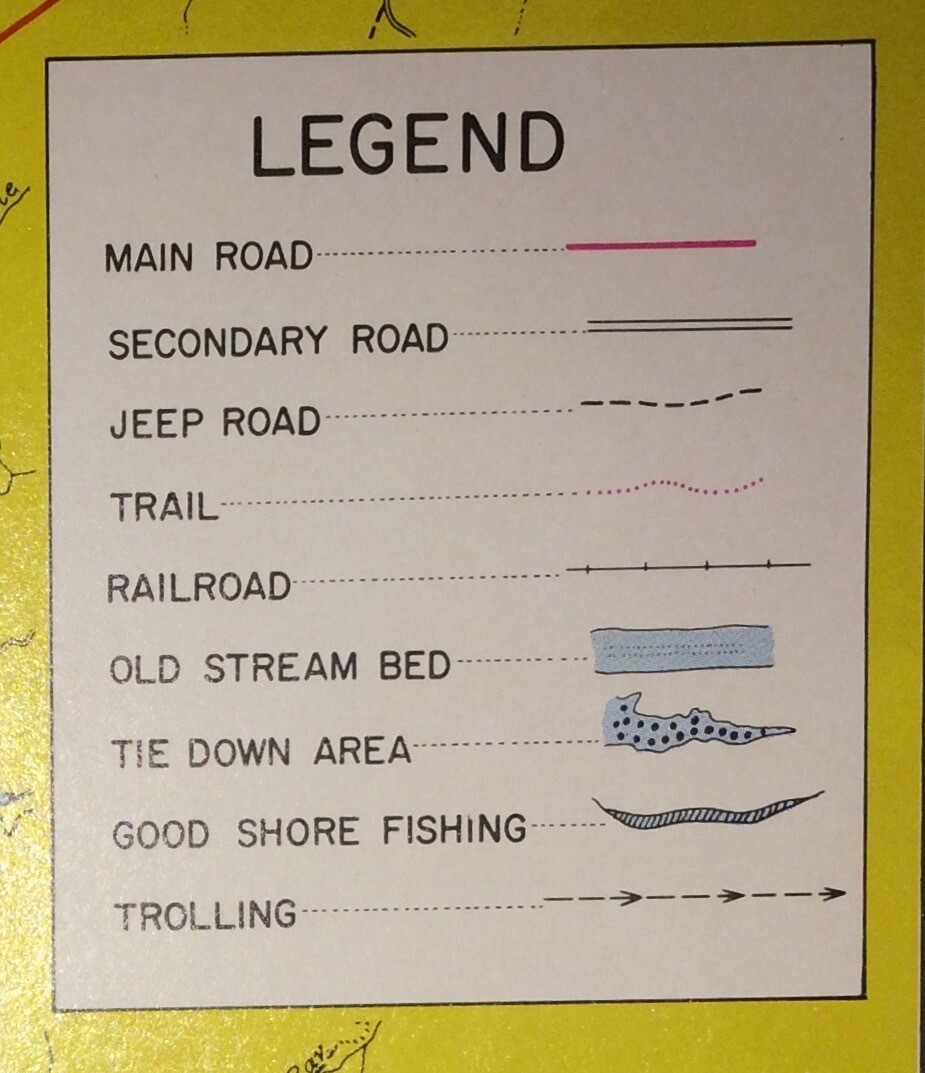 LEGEND
MAIN ROAD
SECONDARY ROAD
JEEP ROAD
TRAIL
RAILROAD
OLD STREAM BED
TIE DOWN AREA
GOOD SHORE FISHING
TROLLING